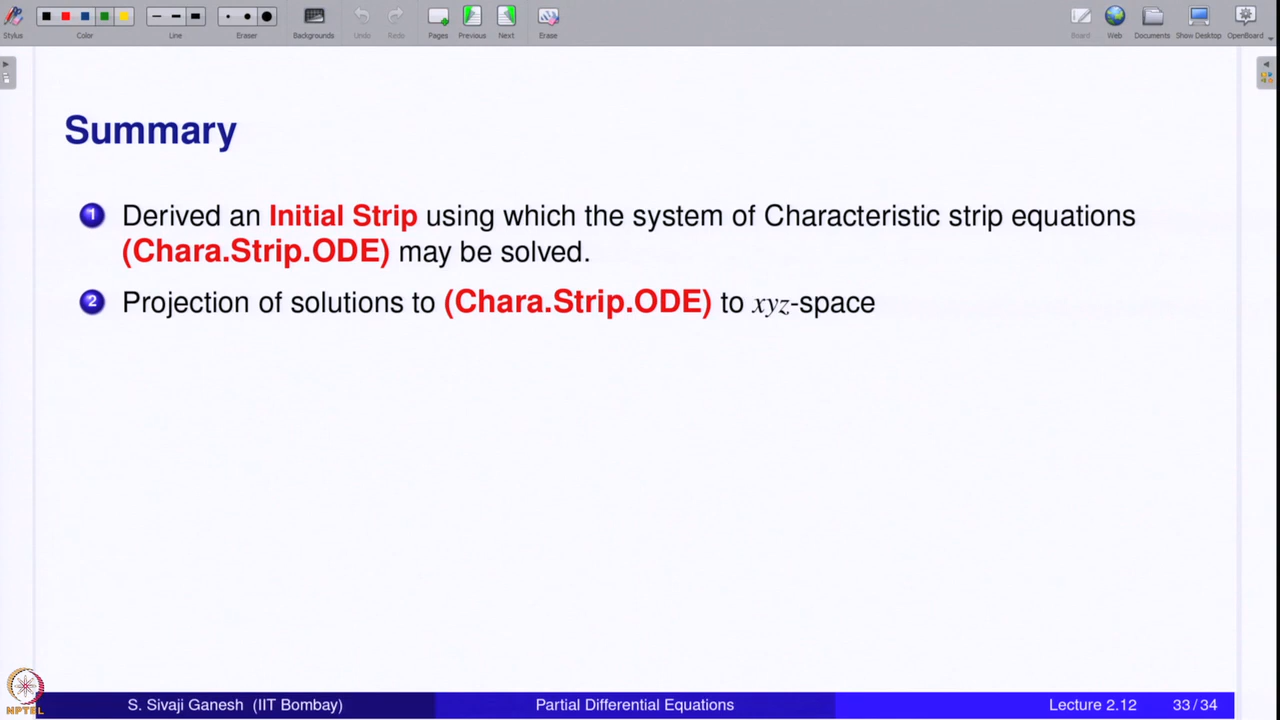 Stylus Color Line Eraser Backgrounds Undo Redo Pages Previous Next Erase Board Web Documents Show Desktop OpenBoard
Summary
1 Derived an Initial Strip using which the system of Characteristic strip equations
(Chara.Strip.ODE) may be solved.
2 Projection of solutions to (Chara.Strip.ODE) to xyz-space
NPTEL
S. Sivaji Ganesh (IIT Bombay) Partial Differential Equations Lecture 2.12 33 / 34